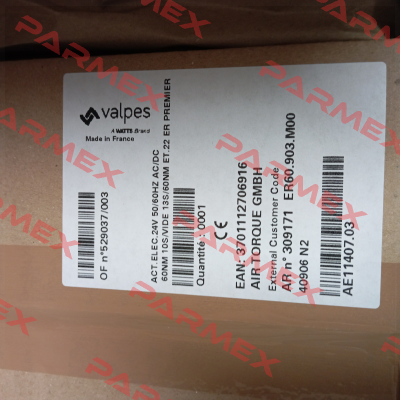 valpes
A WATTS Brand
Made in France
OF n°529037/003
ACT.ELEC.24V 50/60HZ AC/DC
60NM 10S/VIDE 13S/60NM ET.22 ER PREMIER
Quantité : 0001
CE
EAN: 3701112706916
AIR-TORQUE GMBH
External Customer Code
AR n° 309171 ER60.903.M00
40906 N2
AE11407.03
PARMEX
PARMEX
PARMEX
PARMEX
PARMEX
PARMEX